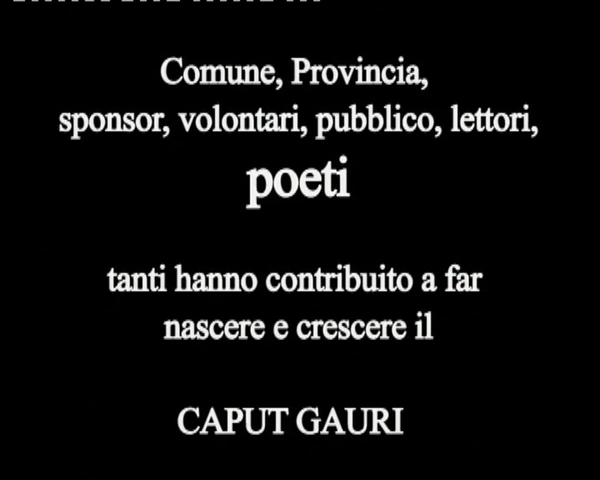 Comune, Provincia,
sponsor, volontari, pubblico, lettori,
poeti
tanti hanno contribuito a far
nascere e crescere il
CAPUT GAURI